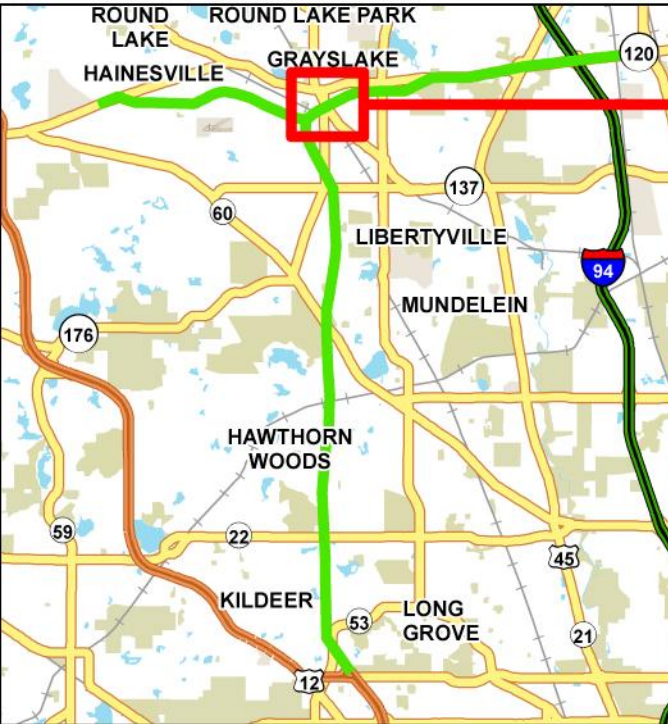 ROUND
LAKE
ROUND LAKE PARK
GRAYSLAKE
HAINESVILLE
120
137
60
LIBERTYVILLE
94
MUNDELEIN
176
HAWTHORN
WOODS
59
22
45
KILDEER
53
LONG
GROVE
21
12